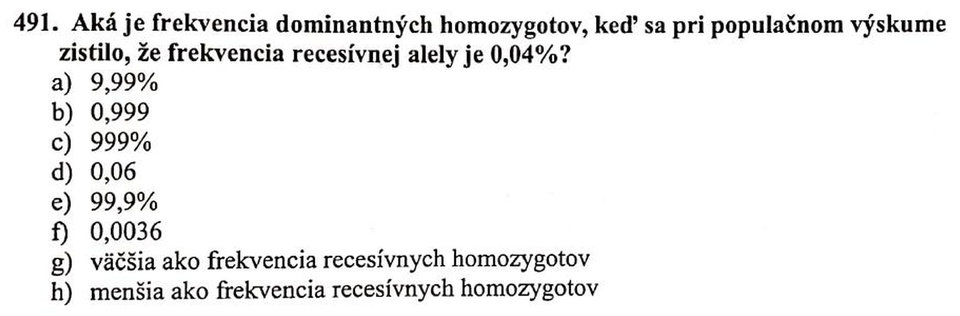 491. Aká je frekvencia dominantných homozygotov, keď sa pri populačnom výskume
zistilo, že frekvencia recesívnej alely je 0,04%?
a) 9,99%
b) 0,999
c) 999%
d) 0,06
e) 99,9%
f) 0,0036
g) väčšia ako frekvencia recesívnych homozygotov
h) menšia ako frekvencia recesívnych homozygotov